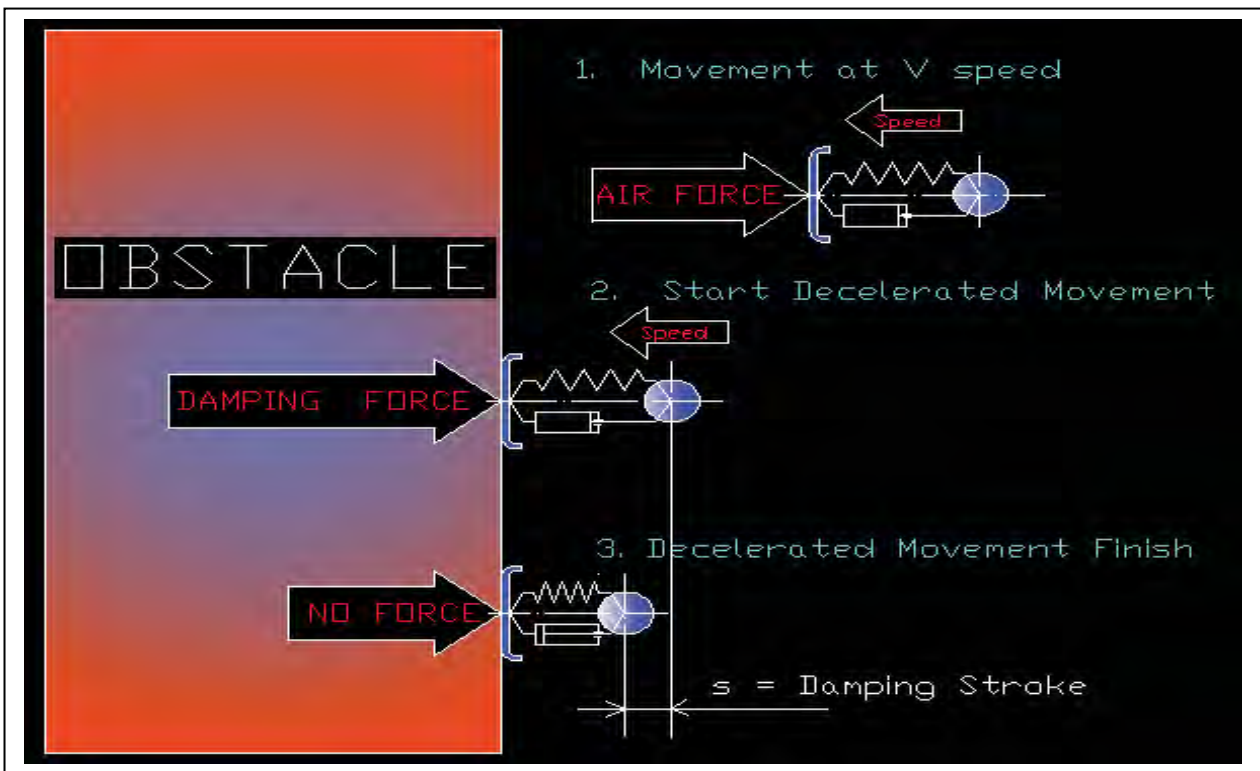 1. Movement at V speed
Speed
AIR FORCE
OBSTACLE
2. Start Decelerated Movement
Speed
DAMPING FORCE
3. Decelerated Movement Finish
NO FORCE
s = Damping Stroke